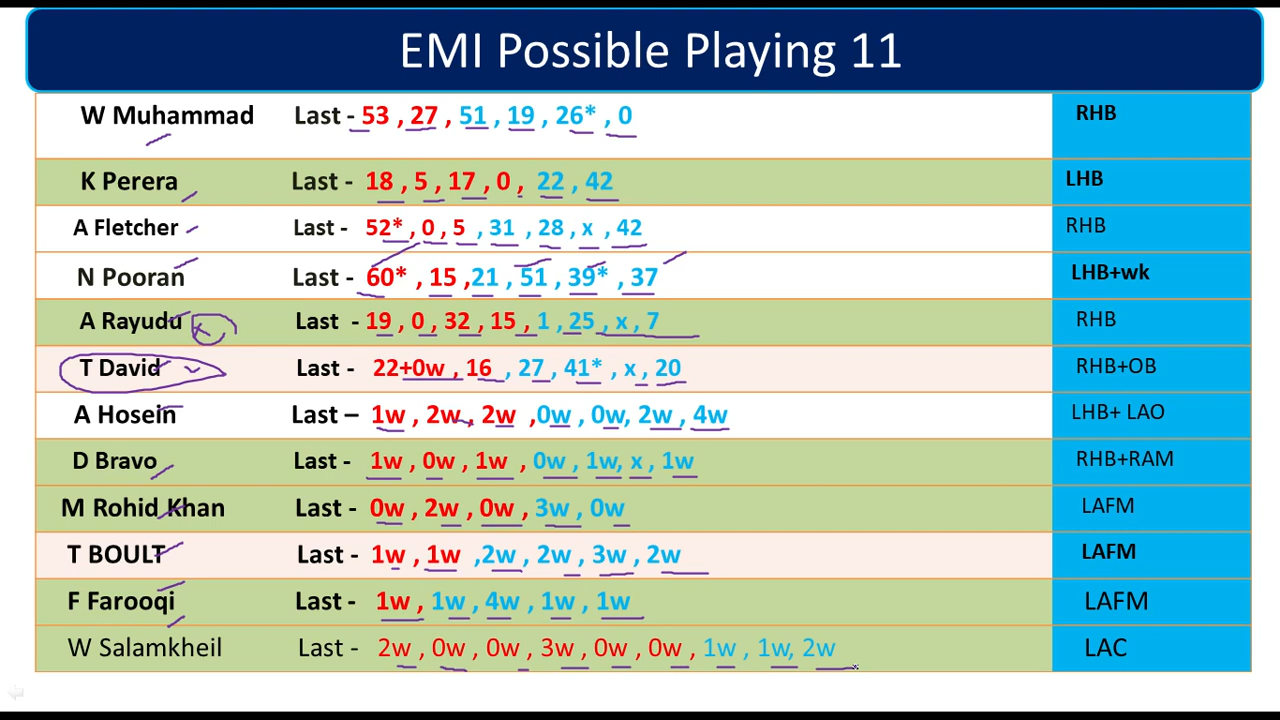 EMI Possible Playing 11
W Muhammad Last - 53 , 27 , 51 , 19 , 26* , 0 RHB
K Perera Last - 18 , 5 , 17 , 0 , 22 , 42 LHB
A Fletcher Last - 52* , 0 , 5 , 31 , 28 , x , 42 RHB
N Pooran Last - 60* , 15 ,21 , 51 , 39* , 37 LHB+wk
A Rayudu Last - 19 , 0 , 32 , 15 , 1 , 25 , x , 7 RHB
T David Last - 22+0w , 16 , 27 , 41* , x , 20 RHB+OB
A Hosein Last – 1w , 2w , 2w ,0w , 0w, 2w , 4w LHB+ LAO
D Bravo Last - 1w , 0w , 1w , 0w , 1w, x , 1w RHB+RAM
M Rohid Khan Last - 0w , 2w , 0w , 3w , 0w LAFM
T BOULT Last - 1w , 1w ,2w , 2w , 3w , 2w LAFM
F Farooqi Last - 1w , 1w , 4w , 1w , 1w LAFM
W Salamkheil Last - 2w , 0w , 0w , 3w , 0w , 0w , 1w , 1w, 2w LAC